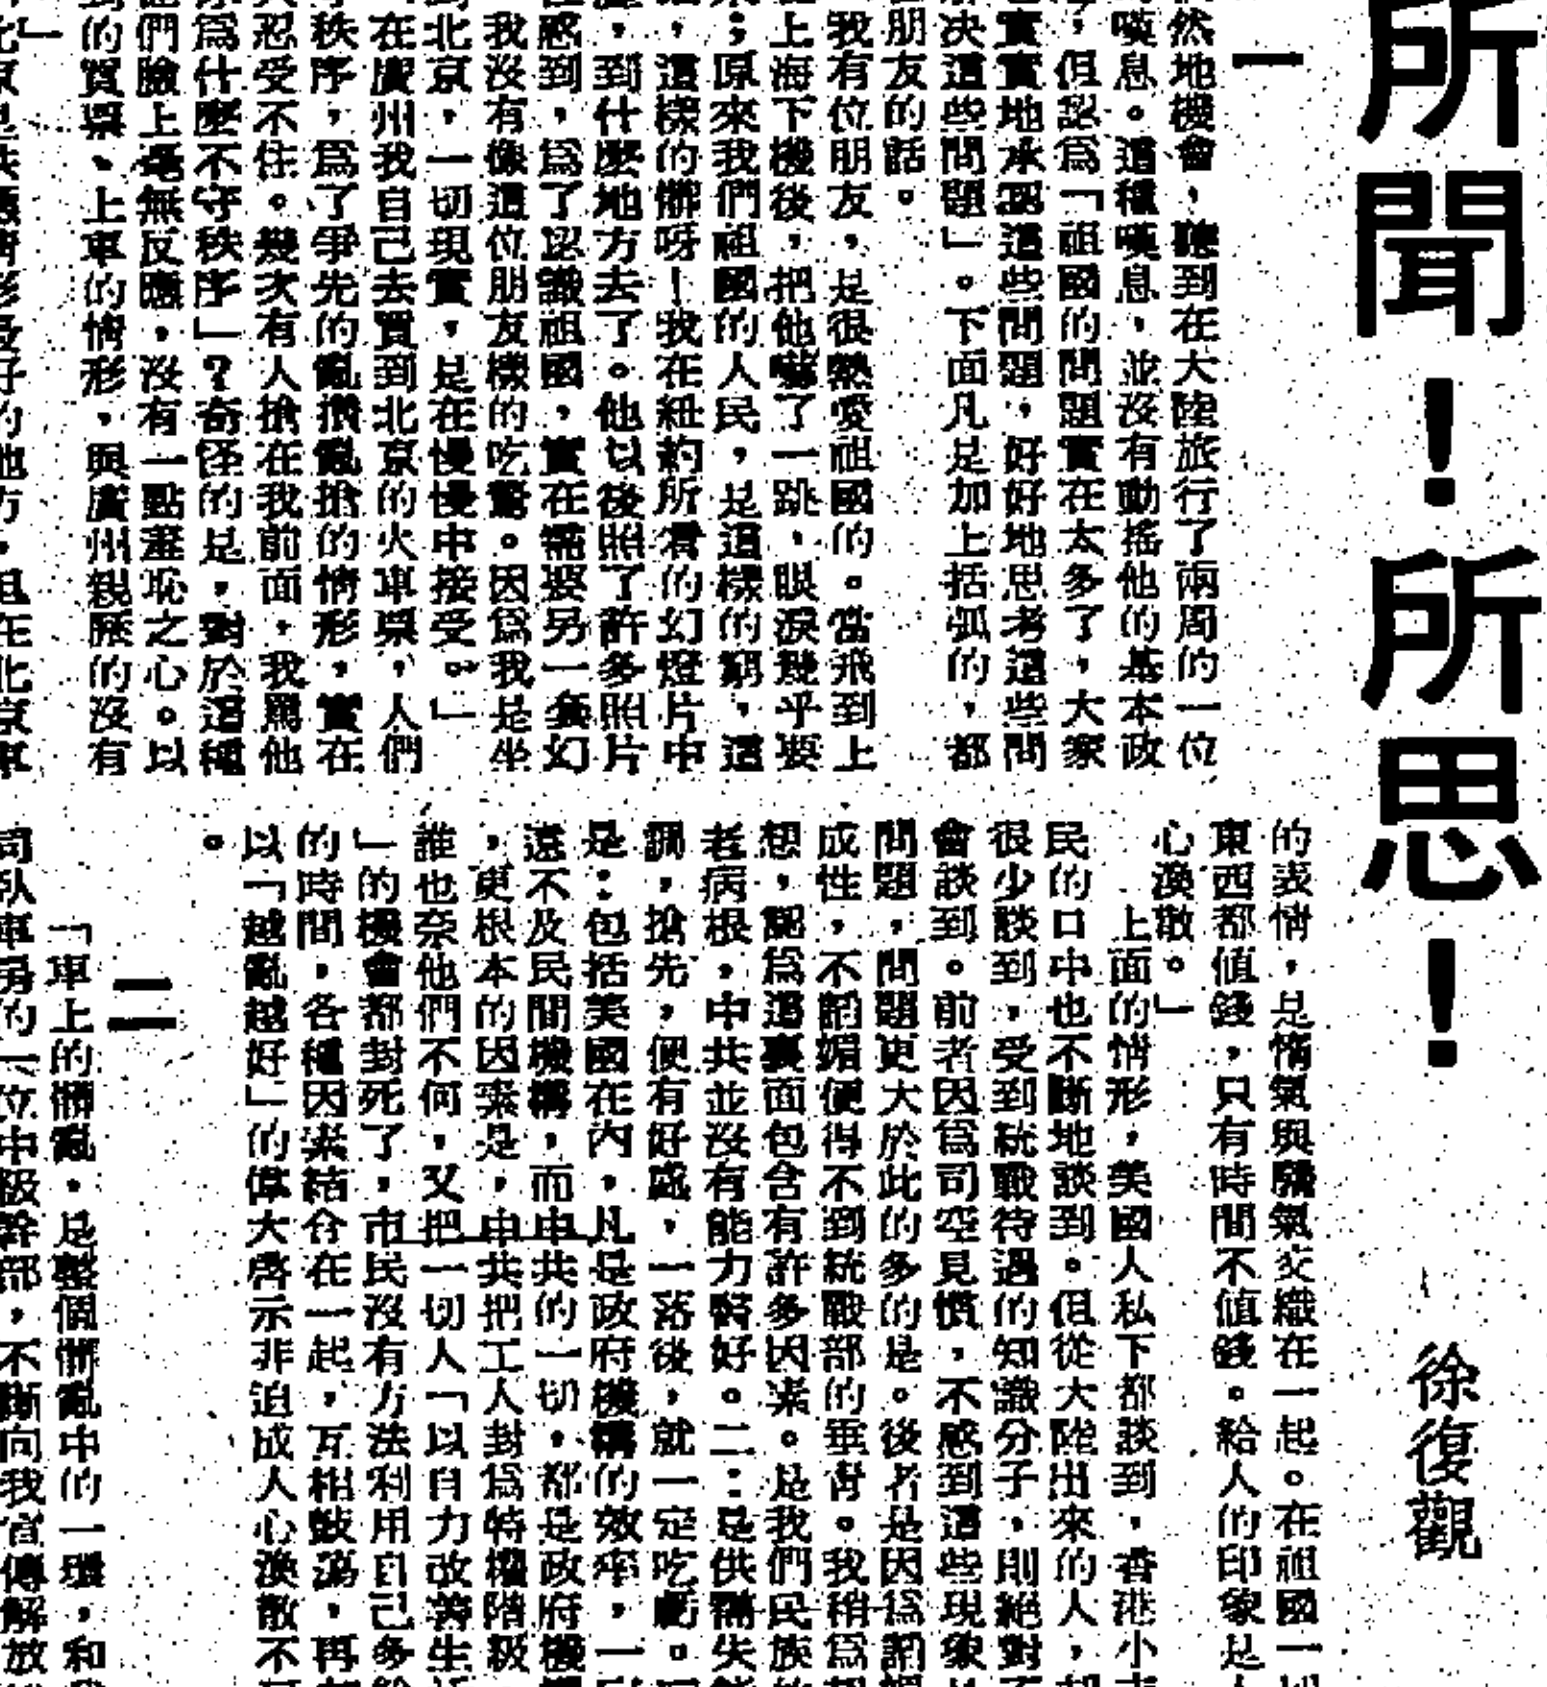 所聞！所思！
徐復觀
一
然地機會，聽到在大陸旅行了兩周的一位
嘆息。這種嘆息，並沒有動搖他的基本政
，但認爲「祖國的問題實在太多了，大家
實實地承認這些問題，好好地思考這些問
決這些問題」。下面凡是加上括弧的，都
朋友的話。
我有位朋友，是很熱愛祖國的。當飛到上
上海下機後，把他嚇了一跳，眼淚幾乎要
；原來我們祖國的人民，是這樣的窮，這
，這樣的髒呀！我在紐約所看的幻燈片中
，到什麼地方去了。他以後照了許多照片
感到，爲了認識祖國，實在需要另一套幻
我沒有像這位朋友樣的吃驚。因爲我是坐
北京，一切現實，是在慢慢中接受。」
在廣州我自己去買到北京的火車票，人們
秩序，爲了爭先的亂擠亂搶的情形，實在
忍受不住。幾次有人搶在我前面，我罵他
爲什麼不守秩序」？奇怪的是，對於這種
們臉上毫無反應，沒有一點羞恥之心。以
的買票、上車的情形，與廣州親歷的沒有
的表情，是惰氣與驕氣交織在一起。在祖國一切
東西都値錢，只有時間不値錢。給人的印象是人
心渙散。」
上面的情形，美國人私下都談到，香港小市
民的口中也不斷地談到。但從大陸出來的人，却
很少談到，受到統戰待遇的知識分子，則絕對不
會談到。前者因爲司空見慣，不感到這些現象是
問題，問題更大於此的多的是。後者是因爲諂媚
成性，不諂媚便得不到統戰部的垂靑。我稍爲想
想，認爲這裏面包含有許多因素。是我們民族的
老病根，中共並沒有能力醫好。二：是供需失
調，搶先，便有好處，一落後，就一定吃虧。
是：包括美國在內，凡是政府機構的效率，一
遠不及民間機構，而中共的一切，都是政府機
，更根本的因素是，中共把工人封爲特權階級
誰也奈他們不何，又把一切人「以自力改善生
」的機會都封死了，市民沒有方法利用自己多餘
的時間，各種因素結合在一起，互相鼓蕩，再
以「越亂越好」的偉大啓示非迫成人心渙散不
。
二
「車上的髒亂，是整個髒亂中的一環，和
司臥車房的一位中級幹部，不斷向我宣傳解放